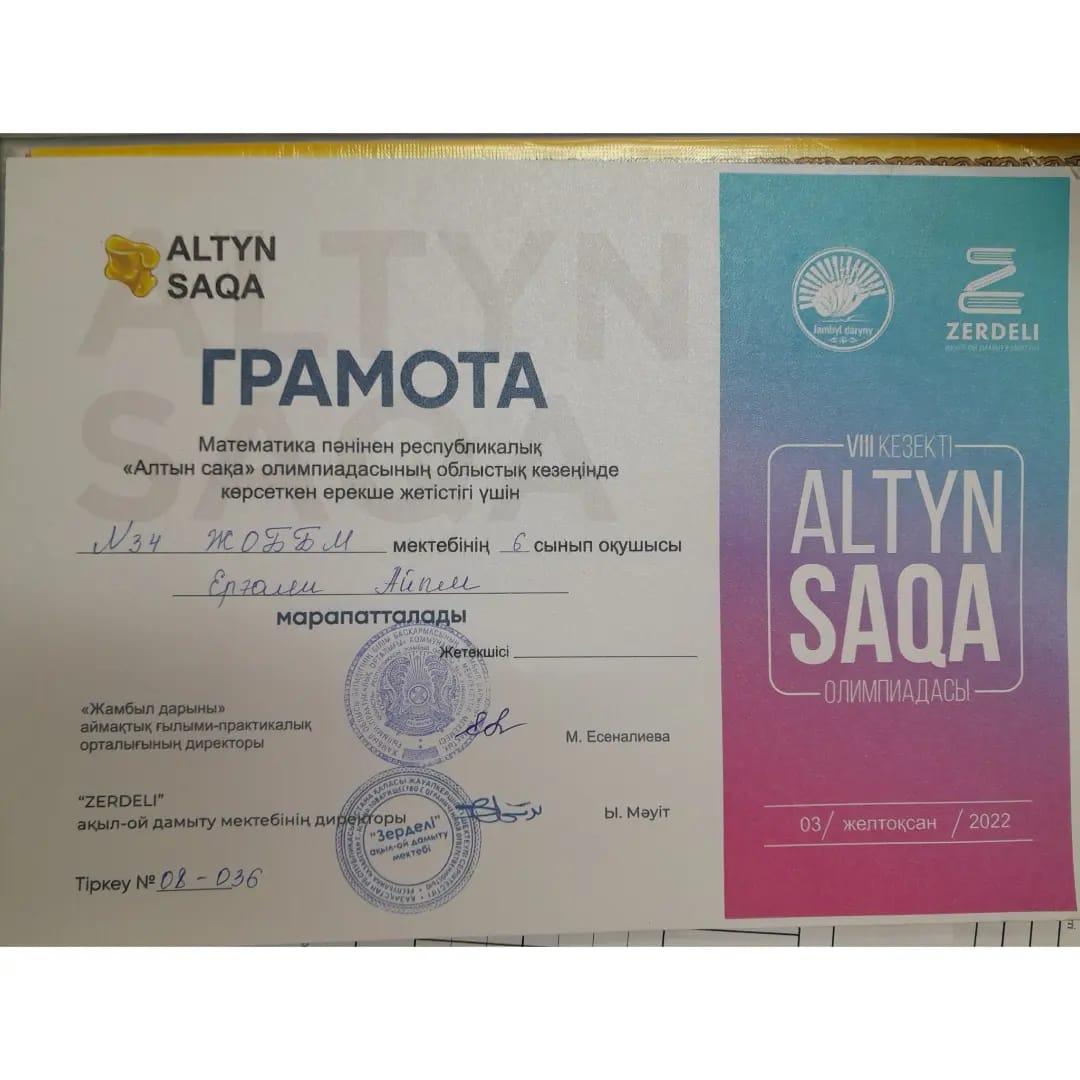 ALTYN
SAQA
ГРАМОТА
Математика пәнінен республикалық
«Алтын сақа» олимпиадасының облыстық кезеңінде
көрсеткен ерекше жетістігі үшін
№34 ЖОББМ мектебінің 6 сынып оқушысы
Ерғали
марапатталады
Жетекшісі
«Жамбыл дарыны»
аймақтық ғылыми-практикалық
орталығының директоры
М. Есеналиева
"ZERDELI"
ақыл-ой дамыту мектебінің директоры
Ы. Мәуіт
"Зерделі"
ақыл-ой дамыту
мектебі
Тіркеу № 08-036
Jambyl daryny
ZERDELI
VIII КЕЗЕКТІ
ALTYN
SAQA
ОЛИМПИАДАСЫ
03/ желтоқсан / 2022